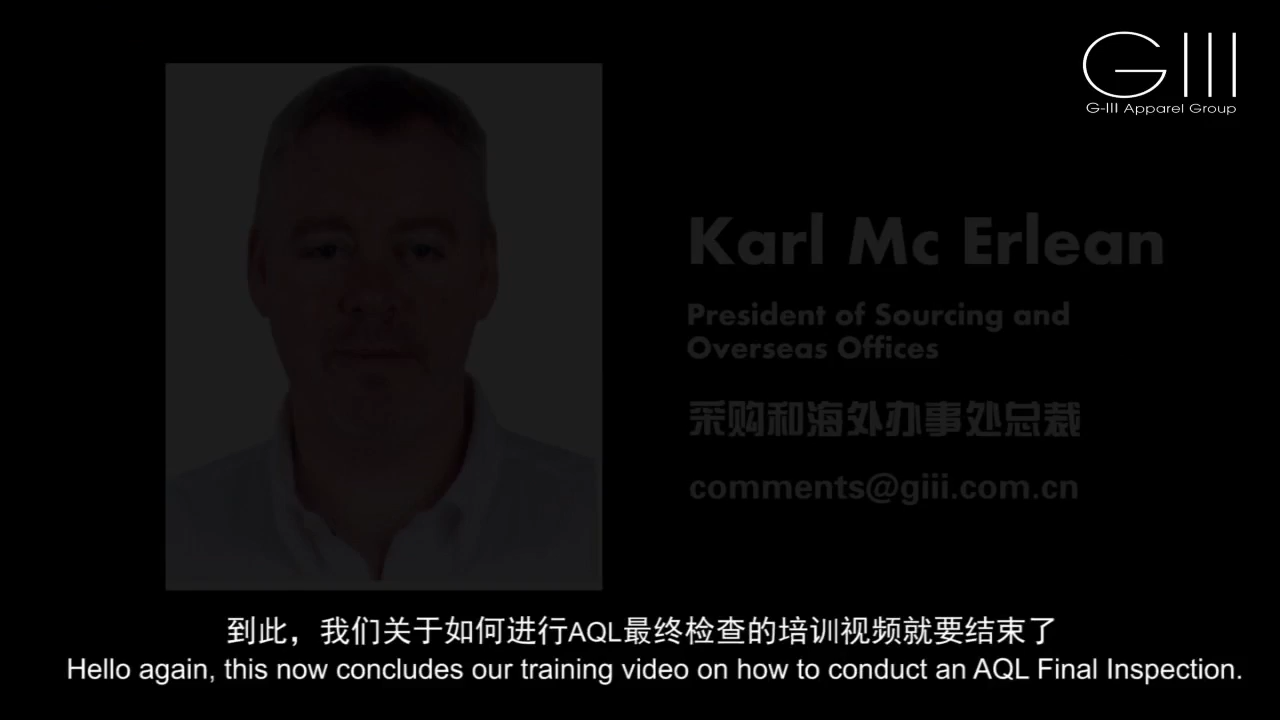 GIII
G-III Apparel Group
Karl Mc Erlean
President of Sourcing and
Overseas Offices
采购和海外办事处总裁
comments@giii.com.cn
到此，我们关于如何进行AQL最终检查的培训视频就要结束了
Hello again, this now concludes our training video on how to conduct an AQL Final Inspection.